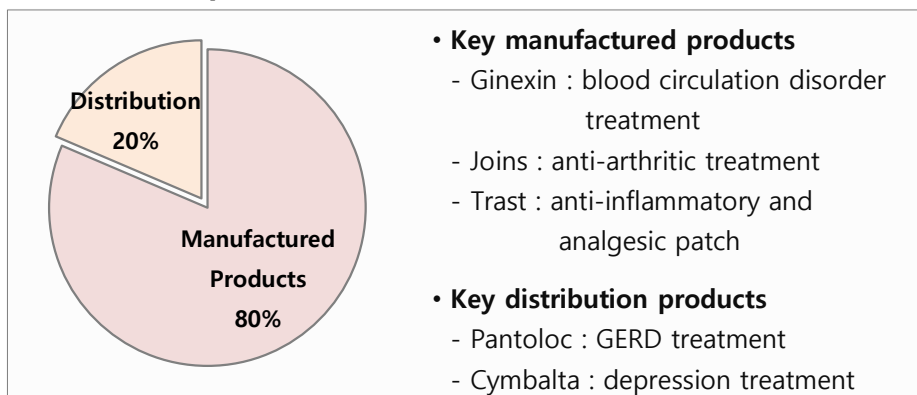 Distribution
20%
Manufactured
Products
80%
• Key manufactured products
- Ginexin : blood circulation disorder
treatment
- Joins : anti-arthritic treatment
- Trast : anti-inflammatory and
analgesic patch
• Key distribution products
- Pantoloc : GERD treatment
- Cymbalta : depression treatment